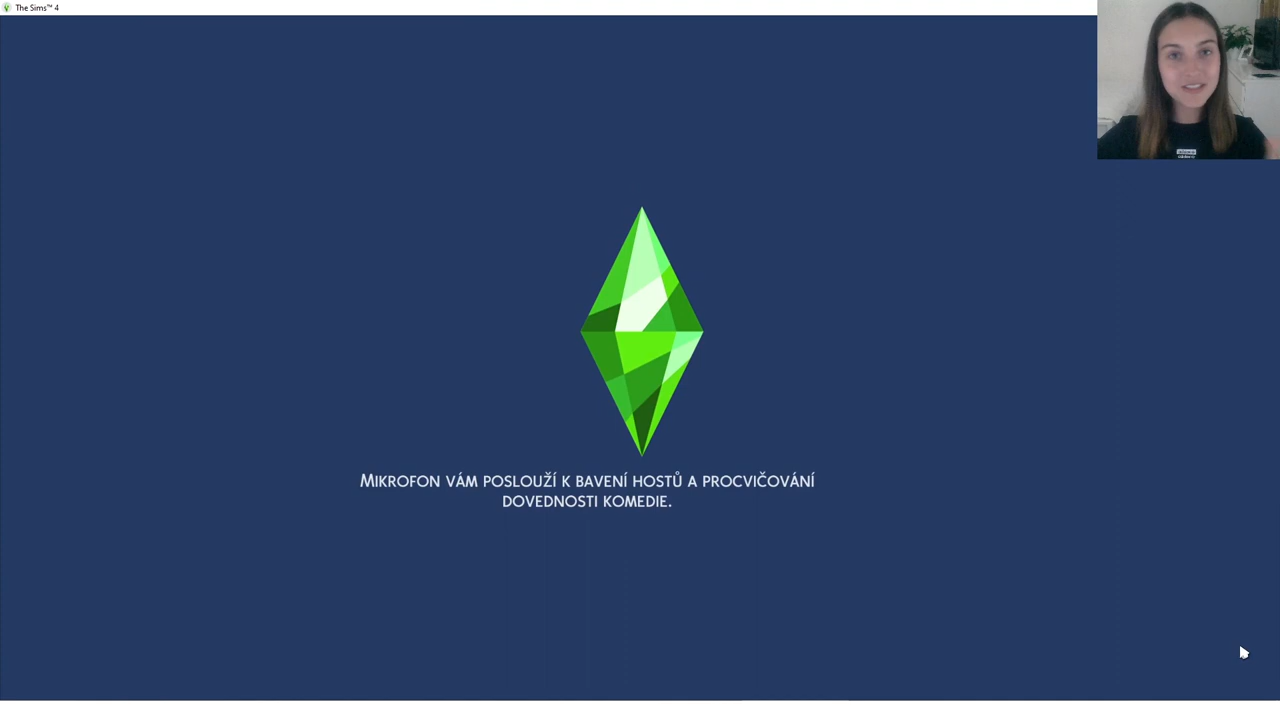 The Sims™ 4
MIKROFON VÁM POSLOUŽÍ K BAVENÍ HOSTŮ A PROCVIČOVÁNÍ
DOVEDNOSTI KOMEDIE.